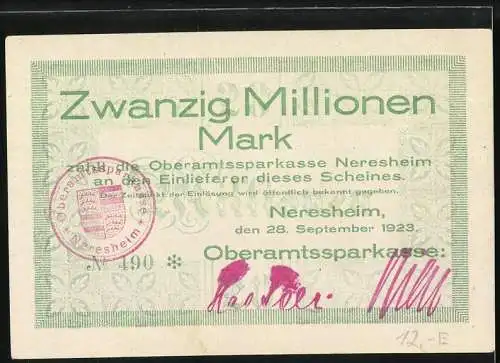 Zwanzig Millionen
Mark
zahlt die Oberamtssparkasse Neresheim
an den Einlieferer dieses Scheines.
Der Zeitpunkt der Einlösung wird öffentlich bekannt gegeben.
Neresheim,
den 28. September 1923.
Oberamtssparkasse:
Oberamtssparkasse
* Neresheim *
№ 490 *
12,-E